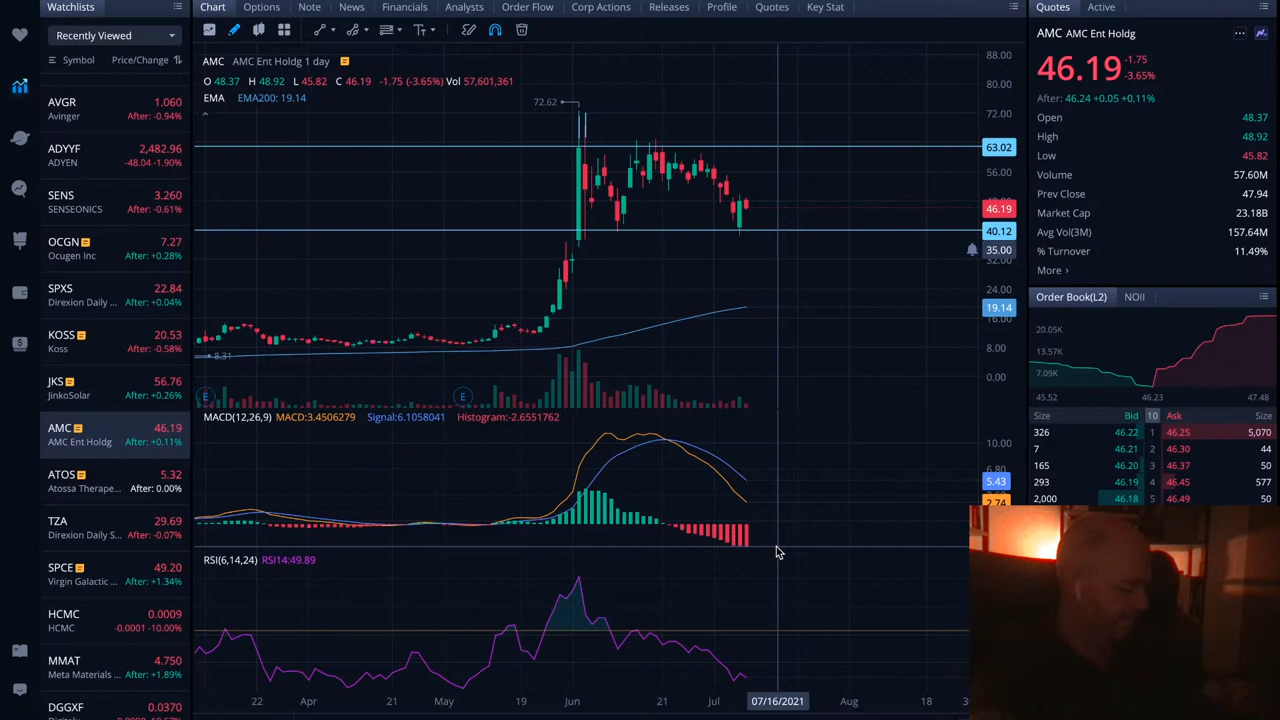 Watchlists
Recently Viewed
Symbol Price/Change
AVGR 1.060
Avinger After: -0.94%
ADYYF 2,482.96
ADYEN -48.04 -1.90%
SENS 3.260
SENSEONICS After: -0.61%
OCGN 7.27
Ocugen Inc After: +0.28%
SPXS 22.84
Direxion Daily ... After: +0.04%
KOSS 20.53
Koss After: -0.58%
JKS 56.76
JinkoSolar After: +0.26%
AMC 46.19
AMC Ent Holdg After: +0.11%
ATOS 5.32
Atossa Therape... After: 0.00%
TZA 29.69
Direxion Daily S... After: -0.07%
SPCE 49.20
Virgin Galactic ... After: +1.34%
HCMC 0.0009
HCMC -0.0001 -10.00%
MMAT 4.750
Meta Materials ... After: +1.89%
DGGXF 0.0370
Chart Options Note News Financials Analysts Order Flow Corp Actions Releases Profile Quotes Key Stat
AMC AMC Ent Holdg 1 day
O 48.37 H 48.92 L 45.82 C 46.19 -1.75 (-3.65%) Vol 57,601,361
EMA EMA200: 19.14
72.62
8.31
E E
88.00
80.00
72.00
63.02
56.00
46.19
40.12
35.00
32.00
24.00
19.14
16.00
8.00
0.00
MACD(12,26,9) MACD:3.4506279 Signal:6.1058041 Histogram:-2.6551762
10.00
6.80
5.43
2.74
RSI(6,14,24) RSI14:49.89
22 Apr 21 May 19 Jun 21 Jul 07/16/2021 Aug 18
Quotes Active
AMC AMC Ent Holdg
46.19 -1.75
-3.65%
After: 46.24 +0.05 +0.11%
Open 48.37
High 48.92
Low 45.82
Volume 57.60M
Prev Close 47.94
Market Cap 23.18B
Avg Vol(3M) 157.64M
% Turnover 11.49%
More >
Order Book(L2) NOII
20.05K
13.57K
7.09K
45.52 46.23 47.48
Size Bid 10 Ask Size
326 46.22 1 46.25 5,070
7 46.21 2 46.30 44
165 46.20 3 46.37 50
293 46.19 4 46.45 577
2,000 46.18 5 46.49 50